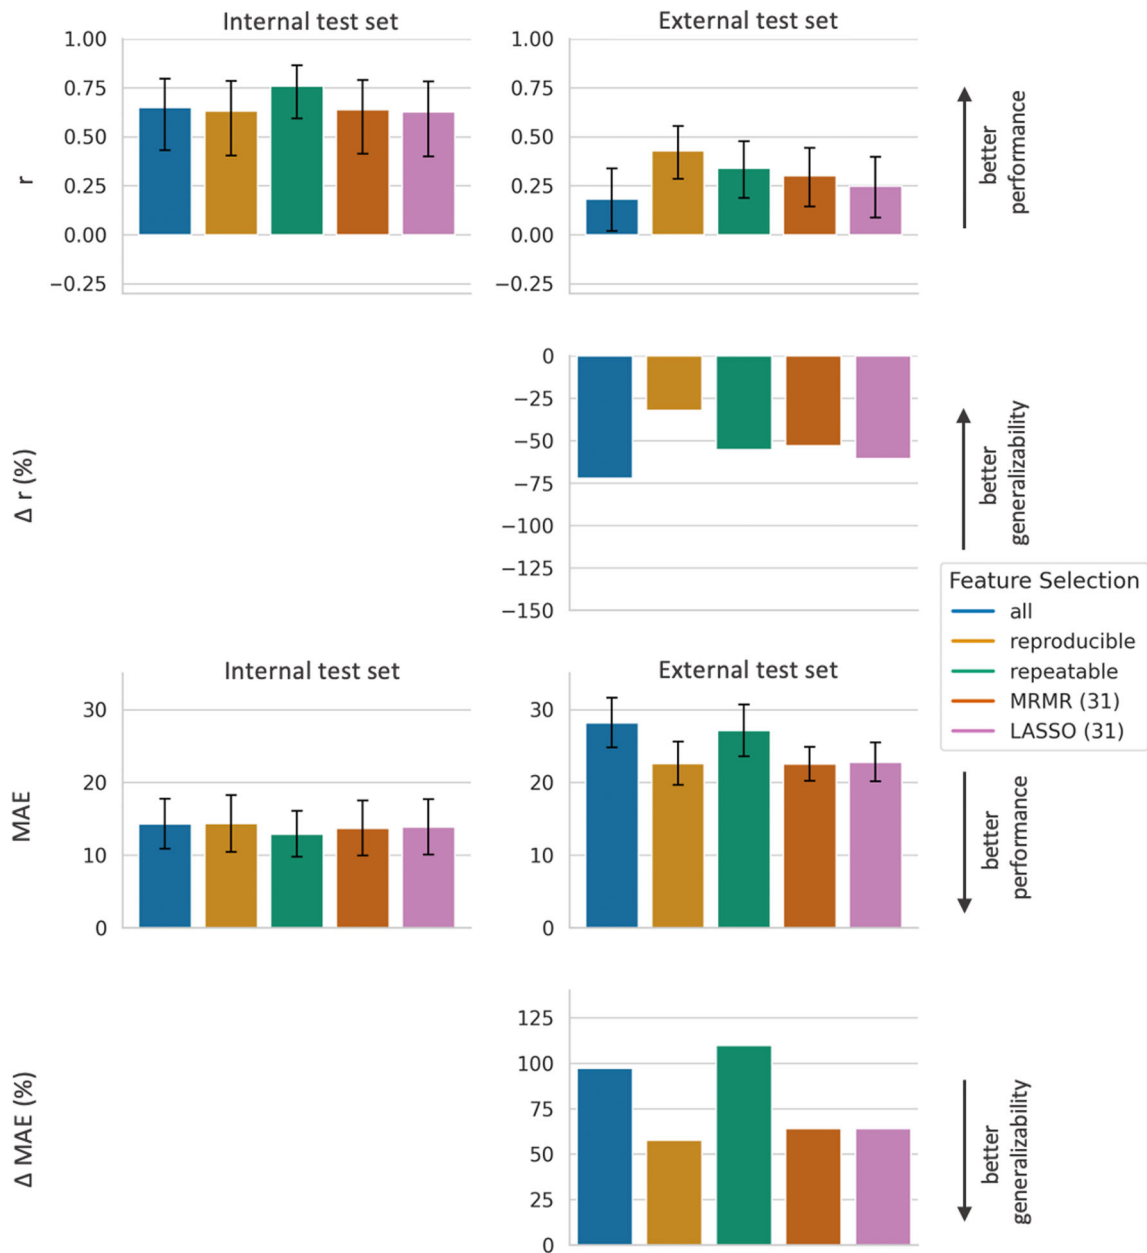 Internal test set
External test set
r
1.00
0.75
0.50
0.25
0.00
−0.25
1.00
0.75
0.50
0.25
0.00
−0.25
better
performance
Δ r (%)
0
−25
−50
−75
−100
−125
−150
better
generalizability
Feature Selection
all
reproducible
repeatable
MRMR (31)
LASSO (31)
Internal test set
External test set
MAE
30
20
10
0
30
20
10
0
better
performance
Δ MAE (%)
125
100
75
50
25
0
better
generalizability